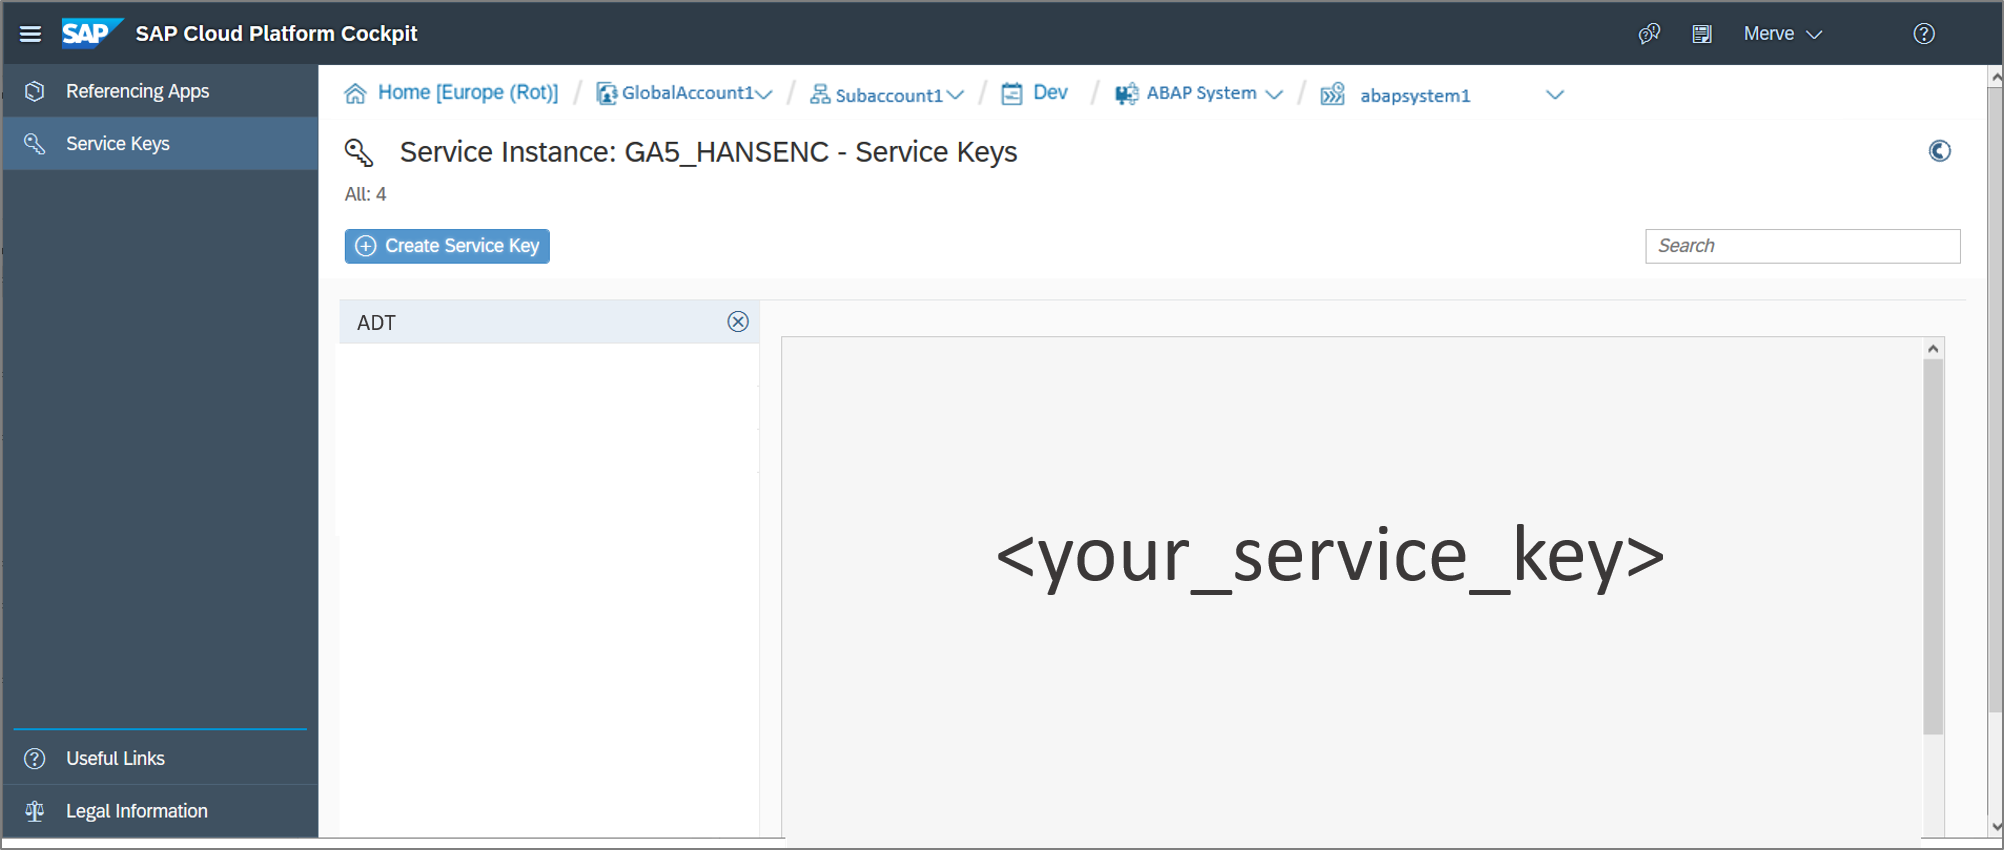 SAP SAP Cloud Platform Cockpit Merve
Referencing Apps
Service Keys
Home [Europe (Rot)] / GlobalAccount1 / Subaccount1 / Dev / ABAP System / abapsystem1
Service Instance: GA5_HANSENC - Service Keys
All: 4
Create Service Key
Search
ADT
<your_service_key>
Useful Links
Legal Information